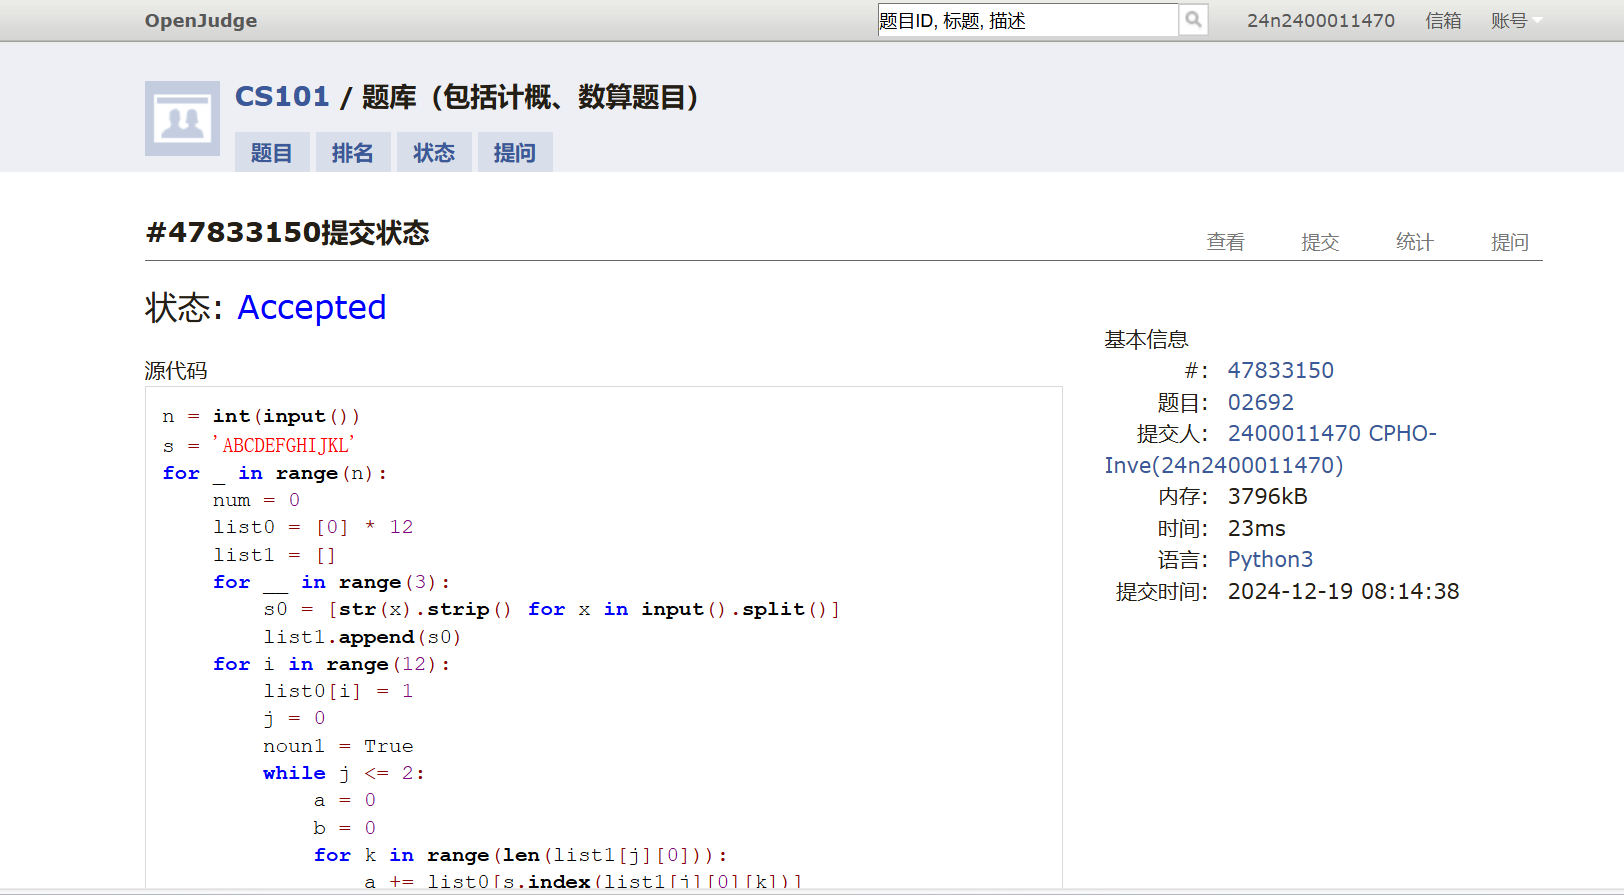 OpenJudge 题目ID, 标题, 描述 24n2400011470 信箱 账号
CS101 / 题库（包括计概、数算题目）
题目 排名 状态 提问
#47833150提交状态 查看 提交 统计 提问
状态: Accepted
源代码
n = int(input())
s = 'ABCDEFGHIJKL'
for _ in range(n):
    num = 0
    list0 = [0] * 12
    list1 = []
    for __ in range(3):
        s0 = [str(x).strip() for x in input().split()]
        list1.append(s0)
    for i in range(12):
        list0[i] = 1
        j = 0
        noun1 = True
        while j <= 2:
            a = 0
            b = 0
            for k in range(len(list1[j][0])):
                a += list0[s.index(list1[j][0][k])]
基本信息
#: 47833150
题目: 02692
提交人: 2400011470 CPHO-
Inve(24n2400011470)
内存: 3796kB
时间: 23ms
语言: Python3
提交时间: 2024-12-19 08:14:38